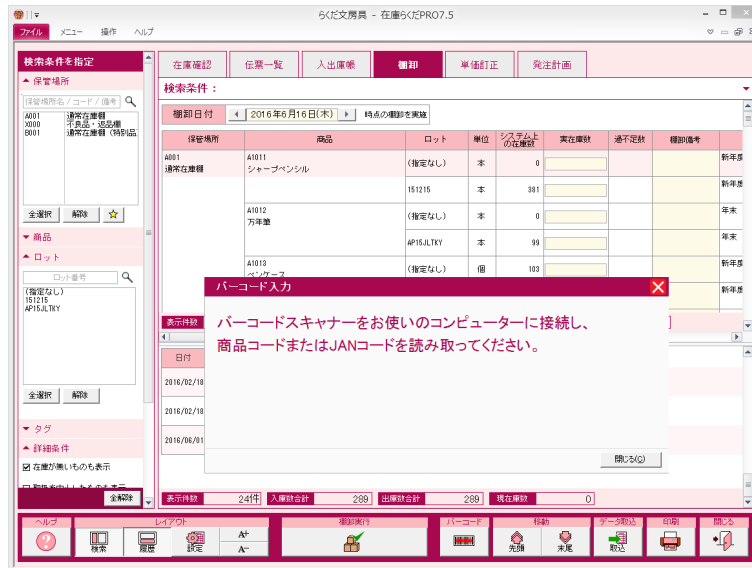 らくだ文房具 - 在庫らくだPRO7.5
ファイル メニュー 操作 ヘルプ
検索条件を指定
保管場所
保管場所名/コード/備考
A001 通常在庫棚
X000 不良品・返品棚
B001 通常在庫棚 (特別品
全選択 解除
商品
ロット
ロット番号
(指定なし)
151215
AP15JLTKY
全選択 解除
タグ
詳細条件
在庫が無いものも表示
全解除
在庫確認 伝票一覧 入出庫帳 棚卸 単価訂正 発注計画
検索条件:
棚卸日付 2016年6月16日(木) 時点の棚卸を実施
保管場所 商品 ロット 単位 システム上の在庫数 実在庫数 過不足数 棚卸備考
A001 A1011 (指定なし) 本 0 新年度
通常在庫棚 シャープペンシル
151215 本 381 新年度
A1012 (指定なし) 本 0 年末
万年筆
AP15JLTKY 本 99 年末
A1013 (指定なし) 個 103 新年度
ペンケース
新年度
表示件数
バーコード入力
バーコードスキャナーをお使いのコンピューターに接続し、
商品コードまたはJANコードを読み取ってください。
閉じる(C)
日付
2016/02/18
2016/02/18
2016/06/01
表示件数 24件 入庫数合計 289 出庫数合計 289 現在庫数 0
ヘルプ レイアウト 棚卸実行 バーコード 移動 データ取込 印刷 閉じる
検索 履歴 設定 A+ A- 先頭 末尾 取込